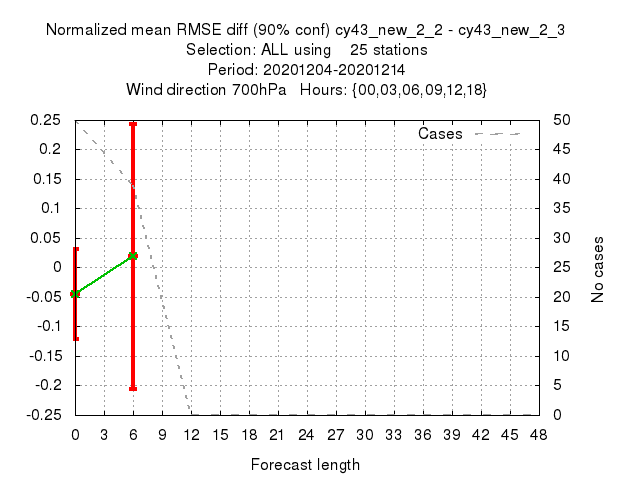 Normalized mean RMSE diff (90% conf) cy43_new_2_2 - cy43_new_2_3
Selection: ALL using    25 stations
Period: 20201204-20201214
Wind direction 700hPa   Hours: {00,03,06,09,12,18}
Cases
0.25
0.2
0.15
0.1
0.05
0
-0.05
-0.1
-0.15
-0.2
-0.25
50
45
40
35
30
25
20
15
10
5
0
No cases
0 3 6 9 12 15 18 21 24 27 30 33 36 39 42 45 48
Forecast length